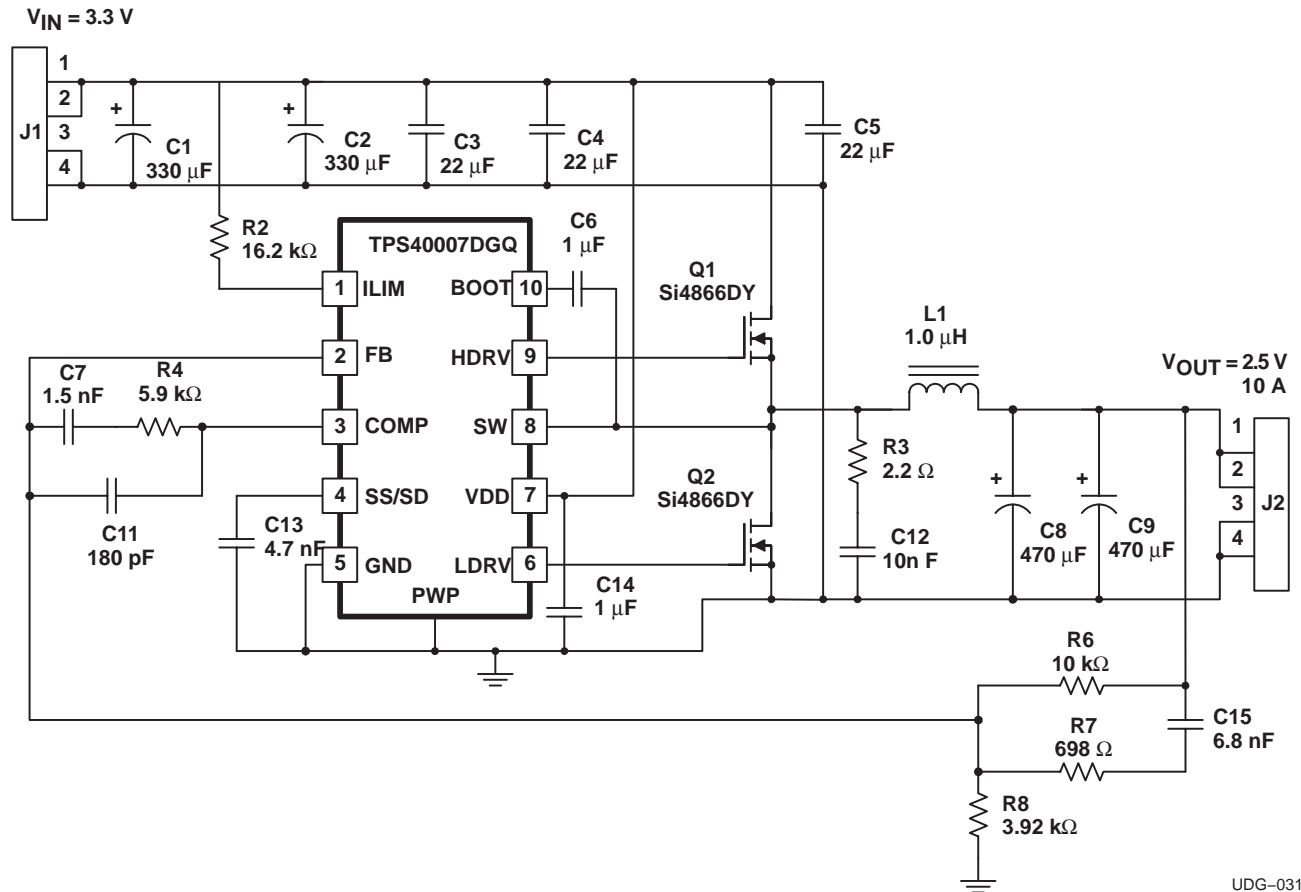 VIN = 3.3 V
J1
1
2
3
4
+
C1
330 µF
+
C2
330 µF
C3
22 µF
C4
22 µF
C5
22 µF
R2
16.2 kΩ
TPS40007DGQ
1 ILIM
BOOT 10
2 FB
HDRV 9
3 COMP
SW 8
4 SS/SD
VDD 7
5 GND
LDRV 6
PWP
C6
1 µF
Q1
Si4866DY
L1
1.0 µH
VOUT = 2.5 V
10 A
C7
1.5 nF
R4
5.9 kΩ
C11
180 pF
C13
4.7 nF
Q2
Si4866DY
R3
2.2 Ω
C12
10n F
C14
1 µF
+
C8
470 µF
+
C9
470 µF
1
2
3
4
J2
R6
10 kΩ
R7
698 Ω
C15
6.8 nF
R8
3.92 kΩ
UDG–031